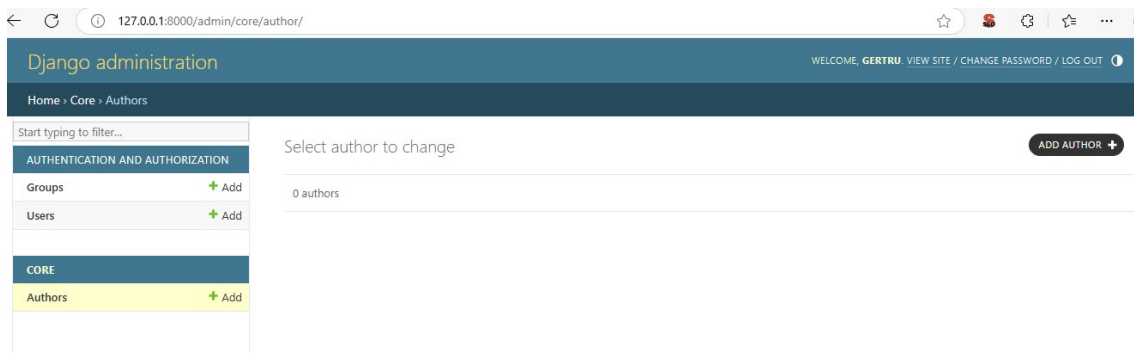 127.0.0.1:8000/admin/core/author/
Django administration
WELCOME, GERTRU. VIEW SITE / CHANGE PASSWORD / LOG OUT
Home › Core › Authors
Start typing to filter...
AUTHENTICATION AND AUTHORIZATION
Groups + Add
Users + Add
CORE
Authors + Add
Select author to change
ADD AUTHOR +
0 authors